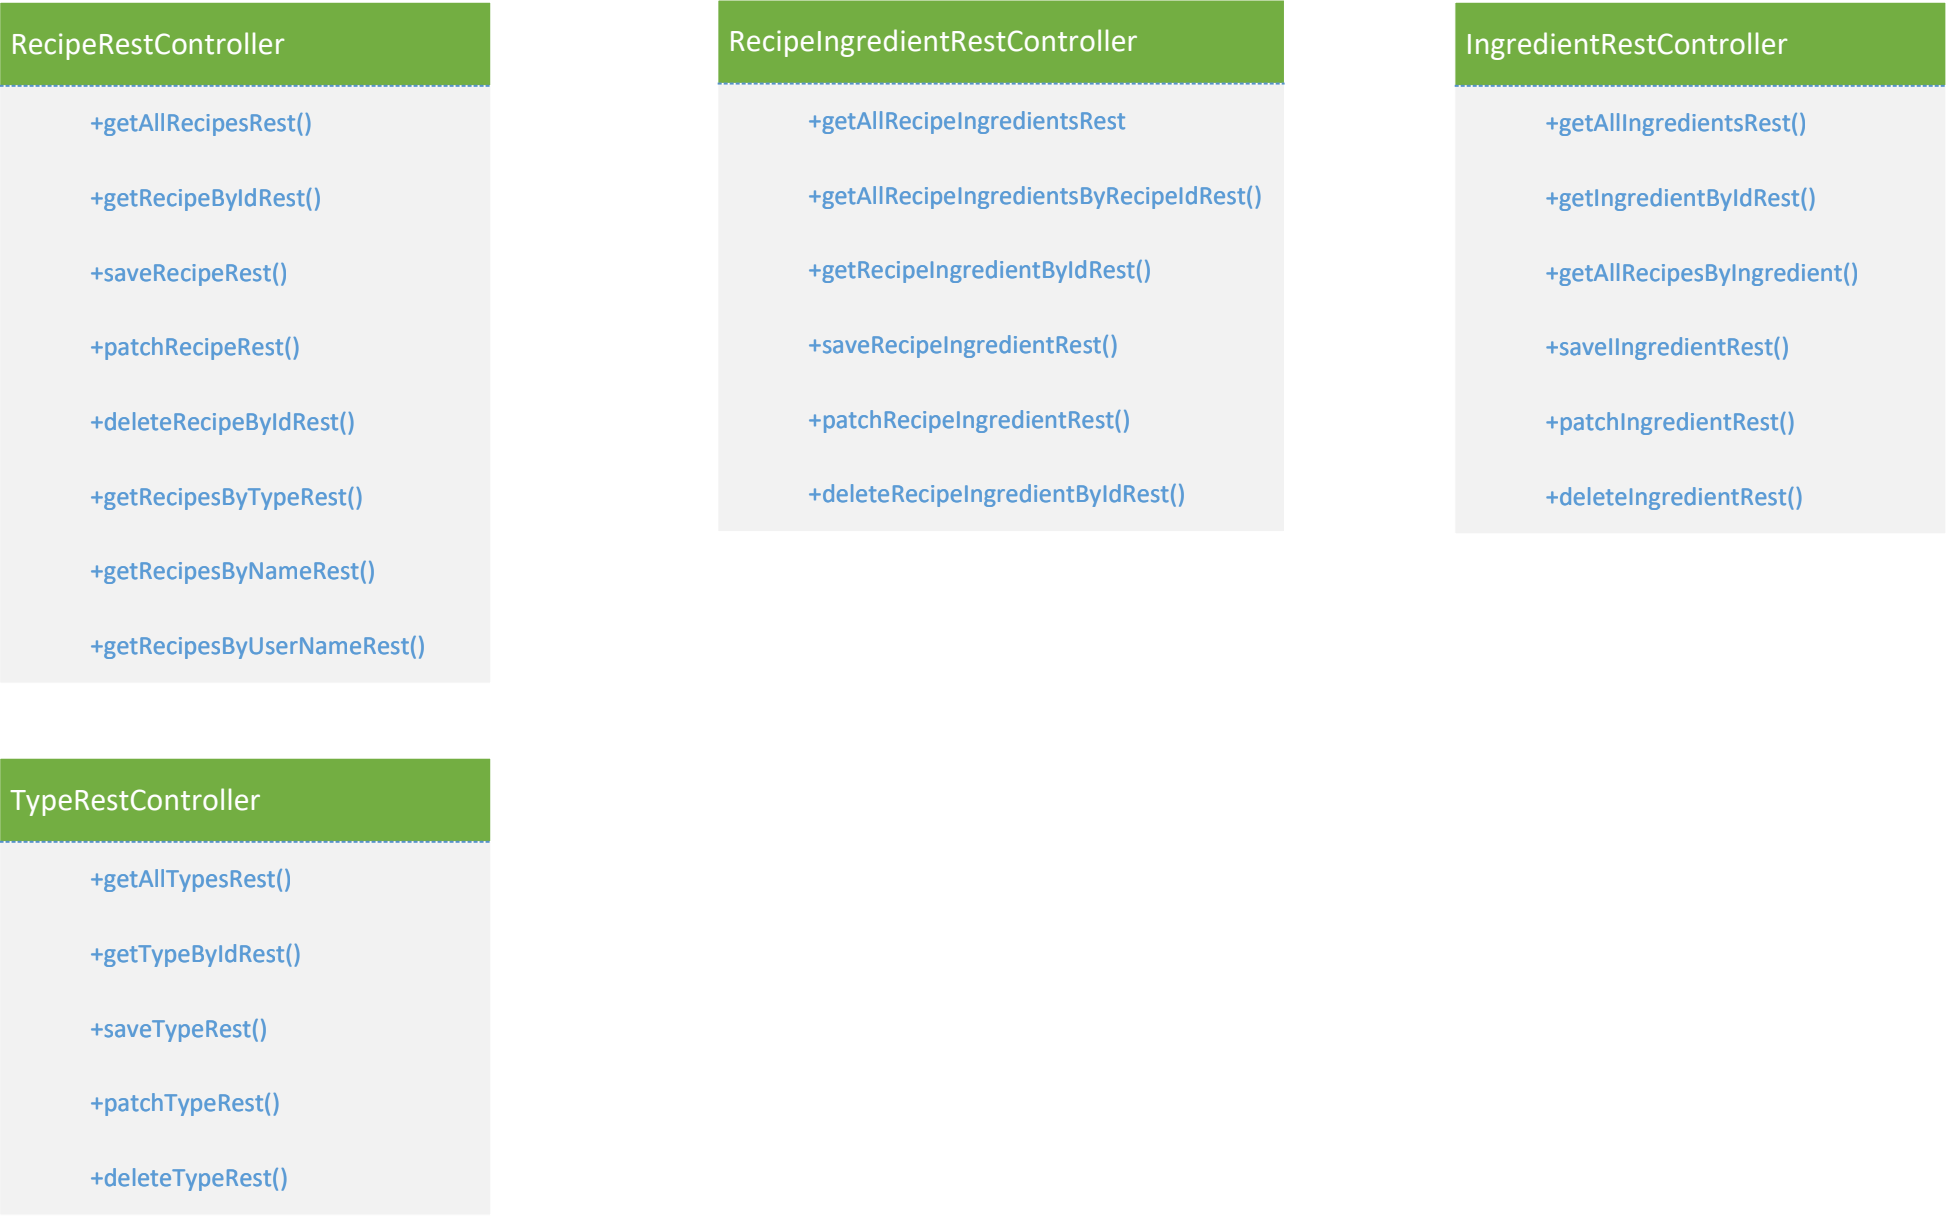 RecipeRestController
+getAllRecipesRest()
+getRecipeByIdRest()
+saveRecipeRest()
+patchRecipeRest()
+deleteRecipeByIdRest()
+getRecipesByTypeRest()
+getRecipesByNameRest()
+getRecipesByUserNameRest()
RecipeIngredientRestController
+getAllRecipeIngredientsRest
+getAllRecipeIngredientsByRecipeIdRest()
+getRecipeIngredientByIdRest()
+saveRecipeIngredientRest()
+patchRecipeIngredientRest()
+deleteRecipeIngredientByIdRest()
IngredientRestController
+getAllIngredientsRest()
+getIngredientByIdRest()
+getAllRecipesByIngredient()
+saveIIngredientRest()
+patchIngredientRest()
+deleteIngredientRest()
TypeRestController
+getAllTypesRest()
+getTypeByIdRest()
+saveTypeRest()
+patchTypeRest()
+deleteTypeRest()